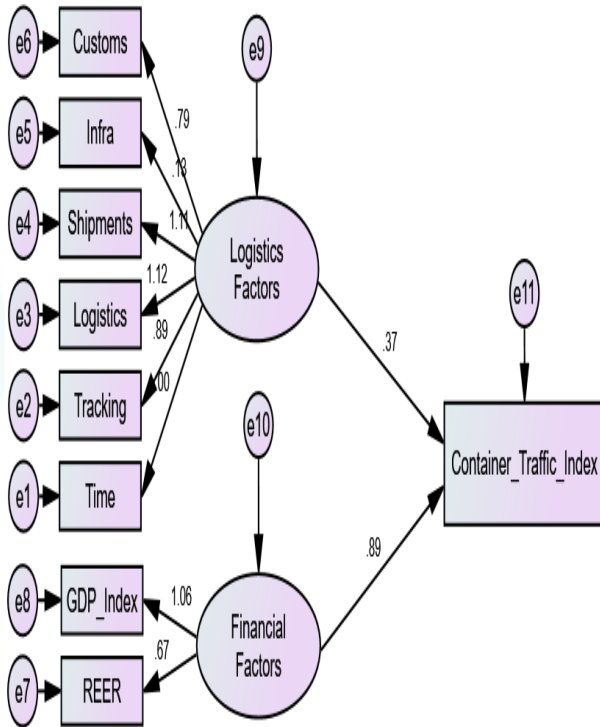 e6
Customs
e9
e5
Infra
.79
.13
e4
Shipments
1.11
Logistics
Factors
e3
Logistics
1.12
e11
.89
.37
e2
Tracking
.00
e10
Container_Traffic_Index
e1
Time
.89
e8
GDP_Index
1.06
Financial
Factors
.67
e7
REER